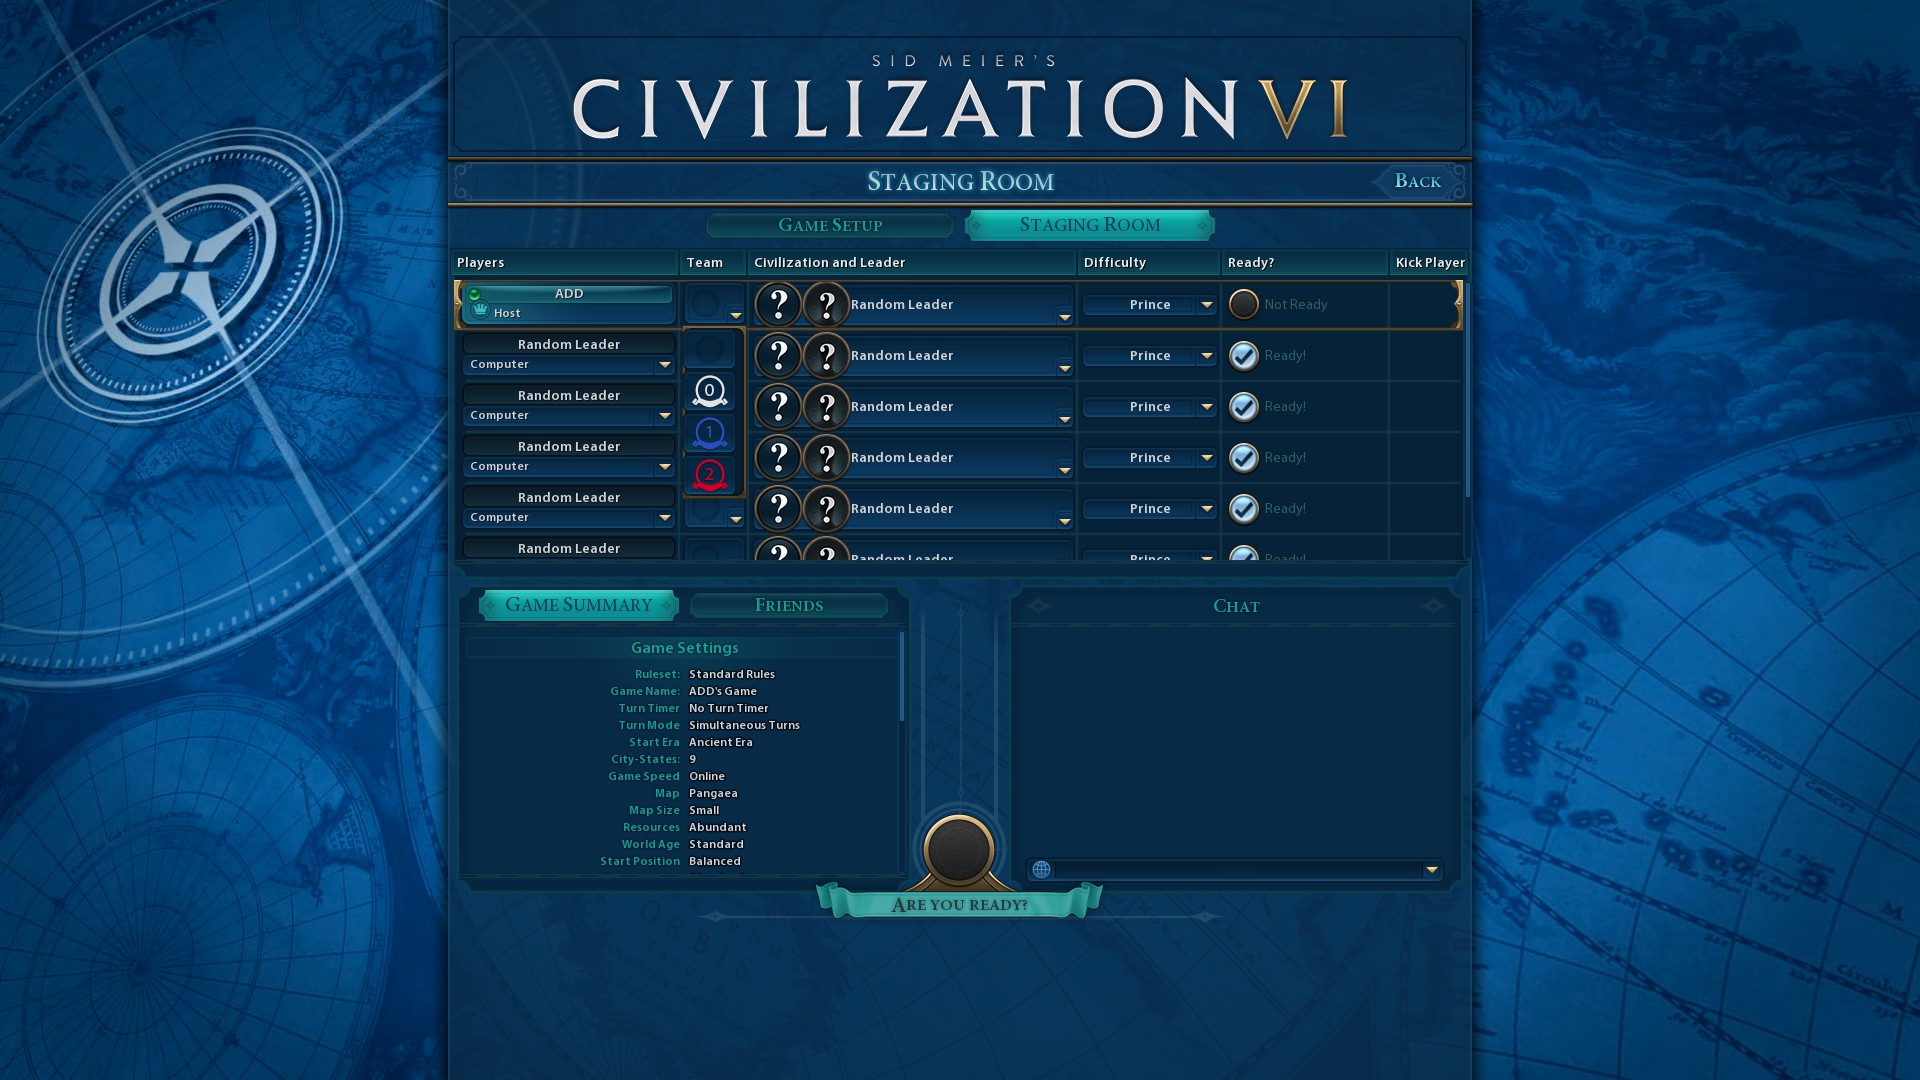 SID MEIER'S
CIVILIZATION VI
STAGING ROOM
BACK
GAME SETUP
STAGING ROOM
Players
Team
Civilization and Leader
Difficulty
Ready?
Kick Player
ADD
Host
? ? Random Leader
Prince
Not Ready
Random Leader
Computer
? ? Random Leader
Prince
Ready!
Random Leader
Computer
0
? ? Random Leader
Prince
Ready!
Random Leader
Computer
1
? ? Random Leader
Prince
Ready!
Random Leader
Computer
2
? ? Random Leader
Prince
Ready!
Random Leader
? ? Random Leader
Prince
Ready!
GAME SUMMARY
FRIENDS
Game Settings
Ruleset: Standard Rules
Game Name: ADD's Game
Turn Timer No Turn Timer
Turn Mode Simultaneous Turns
Start Era Ancient Era
City-States: 9
Game Speed Online
Map Pangaea
Map Size Small
Resources Abundant
World Age Standard
Start Position Balanced
CHAT
ARE YOU READY?